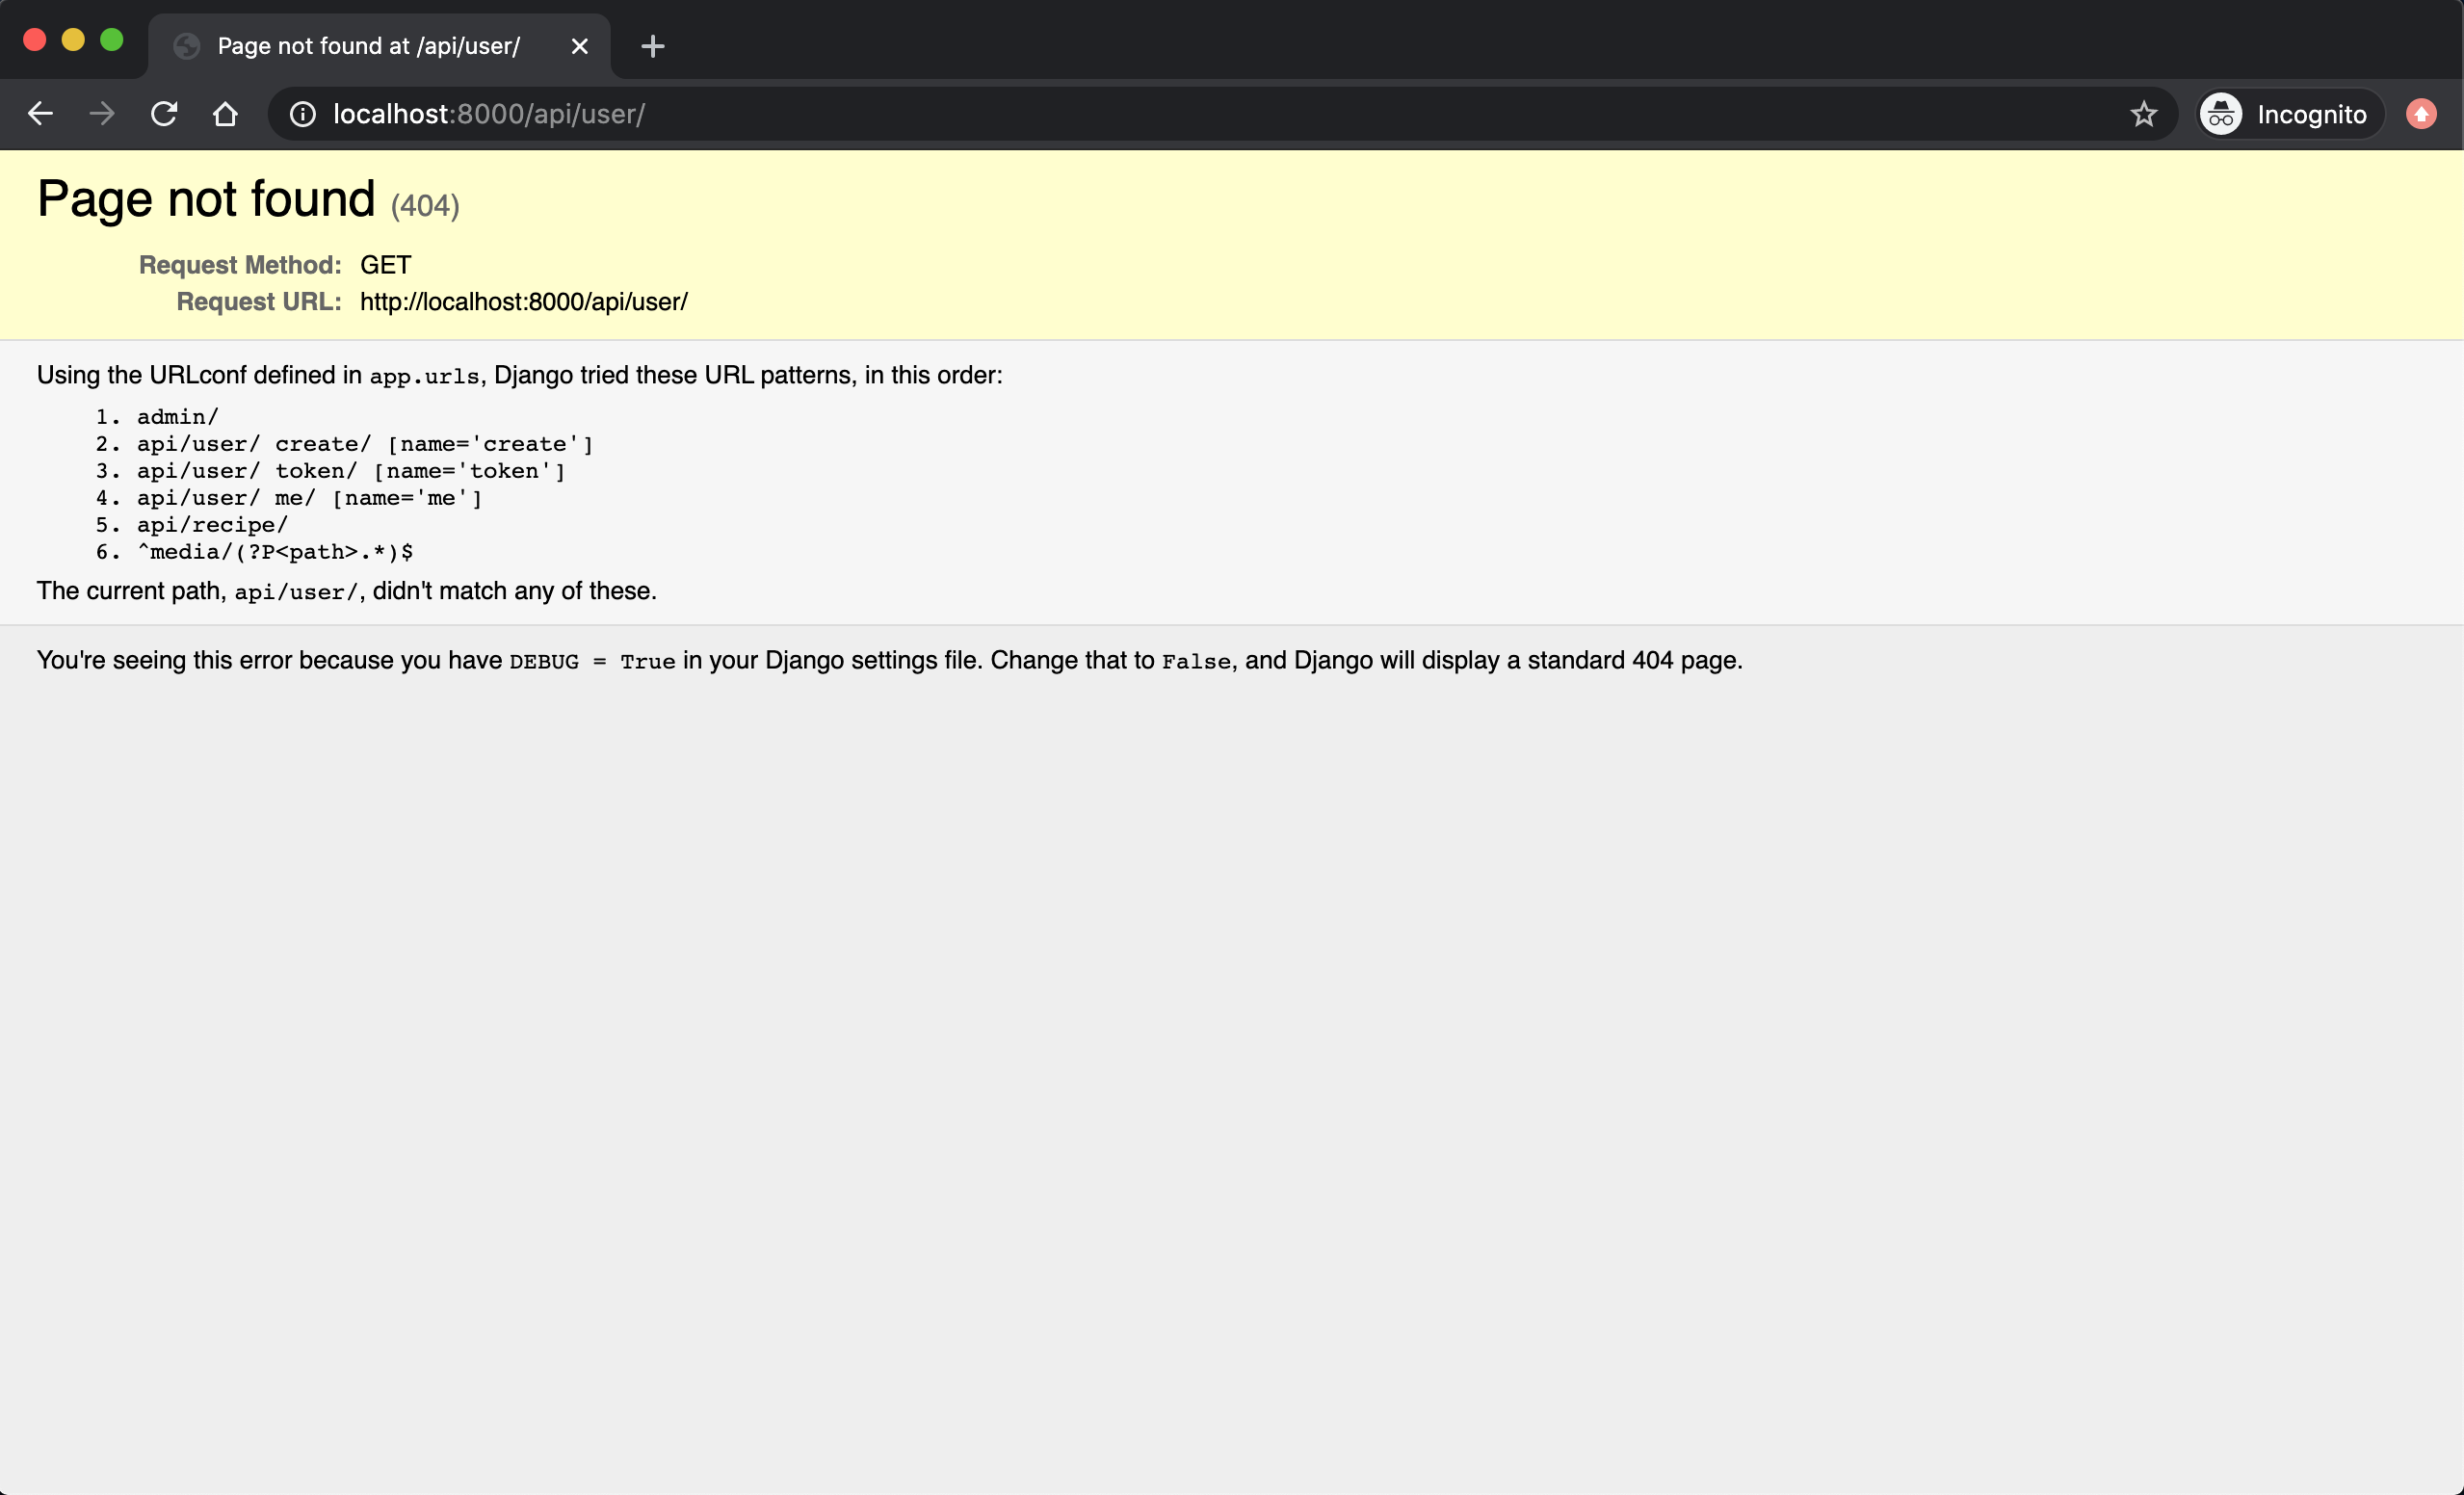 Page not found at /api/user/
localhost:8000/api/user/
Incognito
Page not found (404)
Request Method: GET
Request URL: http://localhost:8000/api/user/
Using the URLconf defined in app.urls, Django tried these URL patterns, in this order:
1. admin/
2. api/user/ create/ [name='create']
3. api/user/ token/ [name='token']
4. api/user/ me/ [name='me']
5. api/recipe/
6. ^media/(?P<path>.*)$
The current path, api/user/, didn't match any of these.
You're seeing this error because you have DEBUG = True in your Django settings file. Change that to False, and Django will display a standard 404 page.